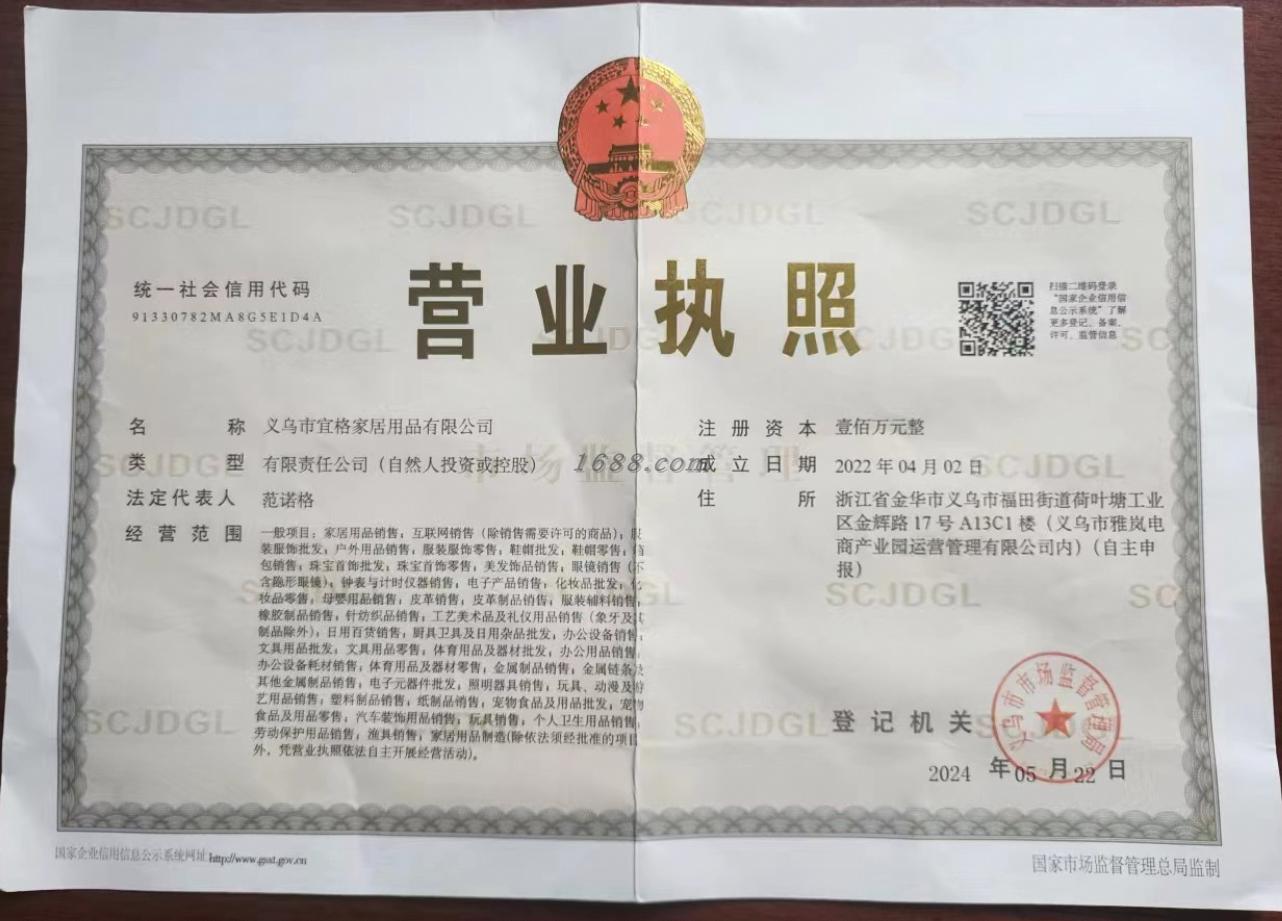 营业执照
统一社会信用代码
91330782MA8G5E1D4A
扫描二维码登录
“国家企业信用信
息公示系统”了解
更多登记、备案、
许可、监管信息
名称 义乌市宜格家居用品有限公司
类型 有限责任公司（自然人投资或控股）
法定代表人 范诺格
经营范围 一般项目：家居用品销售；互联网销售（除销售需要许可的商品）；服
装服饰批发；户外用品销售；服装服饰零售；鞋帽批发；鞋帽零售；箱
包销售；珠宝首饰批发；珠宝首饰零售；美发饰品销售；眼镜销售（不
含隐形眼镜）；钟表与计时仪器销售；电子产品销售；化妆品批发；化
妆品零售；母婴用品销售；皮革销售；皮革制品销售；服装辅料销售；
橡胶制品销售；针纺织品销售；工艺美术品及礼仪用品销售（象牙及其
制品除外）；日用百货销售；厨具卫具及日用杂品批发；办公设备销售；
文具用品批发；文具用品零售；体育用品及器材批发；办公用品销售；
办公设备耗材销售；体育用品及器材零售；金属制品销售；金属链条及
其他金属制品销售；电子元器件批发；照明器具销售；玩具、动漫及游
艺用品销售；塑料制品销售；纸制品销售；宠物食品及用品批发；宠物
食品及用品零售；汽车装饰用品销售；玩具销售；个人卫生用品销售；
劳动保护用品销售；渔具销售；家居用品制造(除依法须经批准的项目
外，凭营业执照依法自主开展经营活动)。
注册资本 壹佰万元整
成立日期 2022年04月02日
住所 浙江省金华市义乌市福田街道荷叶塘工业
区金辉路17号A13C1楼（义乌市雅岚电
商产业园运营管理有限公司内）（自主申
报）
1688.com
市场监督管理
SCJDGL
SCJDGL
SCJDGL
SCJDGL
SCJDGL
SCJDGL
SCJDGL
SCJDGL
SCJDGL
SCJDGL
SCJDGL
登记机关
义乌市市场监督管理局
2024年05月22日
国家企业信用信息公示系统网址:http://www.gsxt.gov.cn
国家市场监督管理总局监制